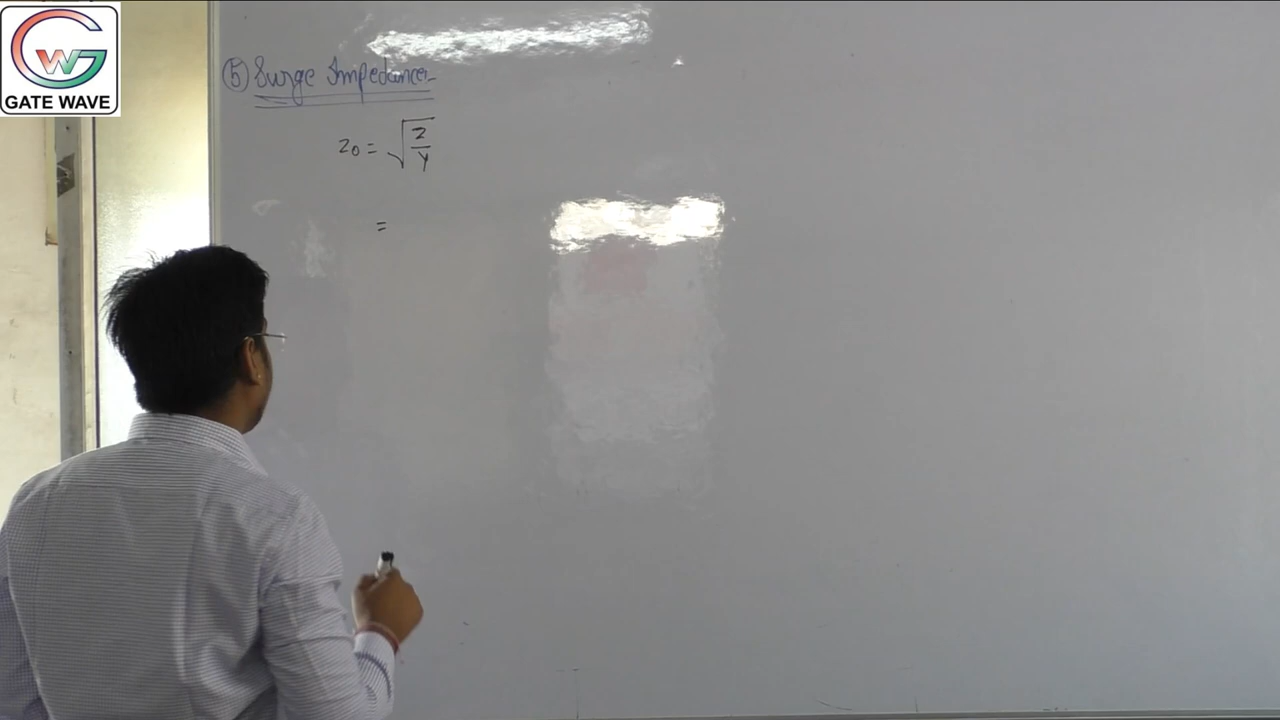 GATE WAVE
⑤ Surge Impedance:-
Z0 = √(Z/Y)
=